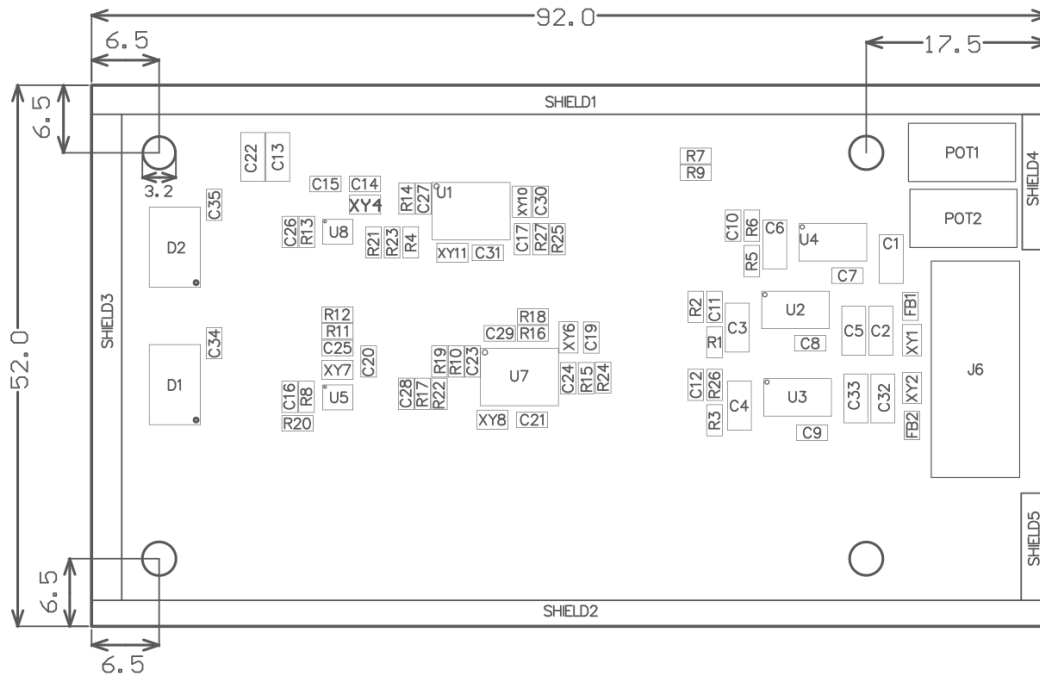 92.0
6.5
17.5
6.5
SHIELD1
C22
C13
R7
R9
POT1
SHIELD4
3.2
C15
C14
XY4
R14
C27
U1
XY10
C30
C35
POT2
D2
C26
R13
U8
R21
R23
R4
XY11
C31
C17
R27
R25
C10
R6
C6
R5
U4
C1
C7
SHIELD3
52.0
R12
R11
C25
XY7
C20
C34
D1
R18
C29
R16
XY6
C19
R2
C11
C3
R1
U2
C8
C5
C2
FB1
XY1
J6
R19
R10
C23
U7
C24
R15
R24
C16
R8
U5
R20
C28
R17
R22
XY8
C21
C12
R26
R3
C4
U3
C9
C33
C32
XY2
FB2
SHIELD5
6.5
SHIELD2
6.5